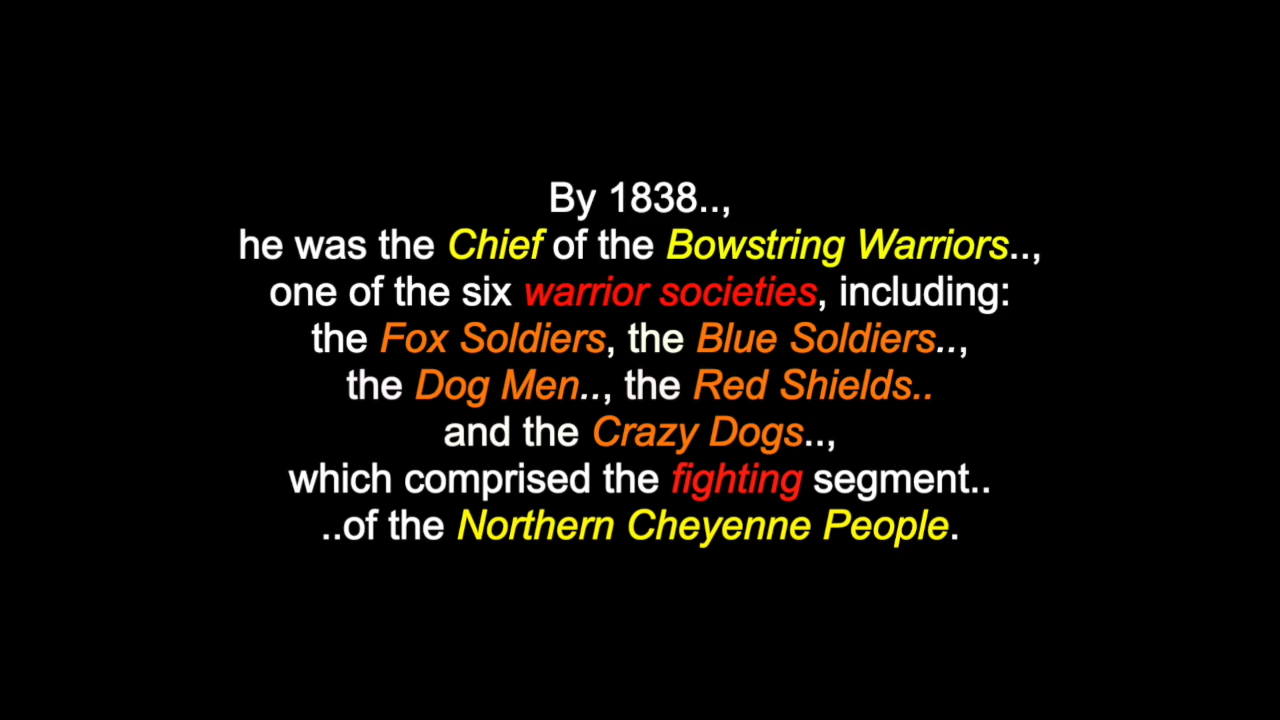 By 1838..,
he was the Chief of the Bowstring Warriors..,
one of the six warrior societies, including:
the Fox Soldiers, the Blue Soldiers..,
the Dog Men.., the Red Shields..
and the Crazy Dogs..,
which comprised the fighting segment..
..of the Northern Cheyenne People.